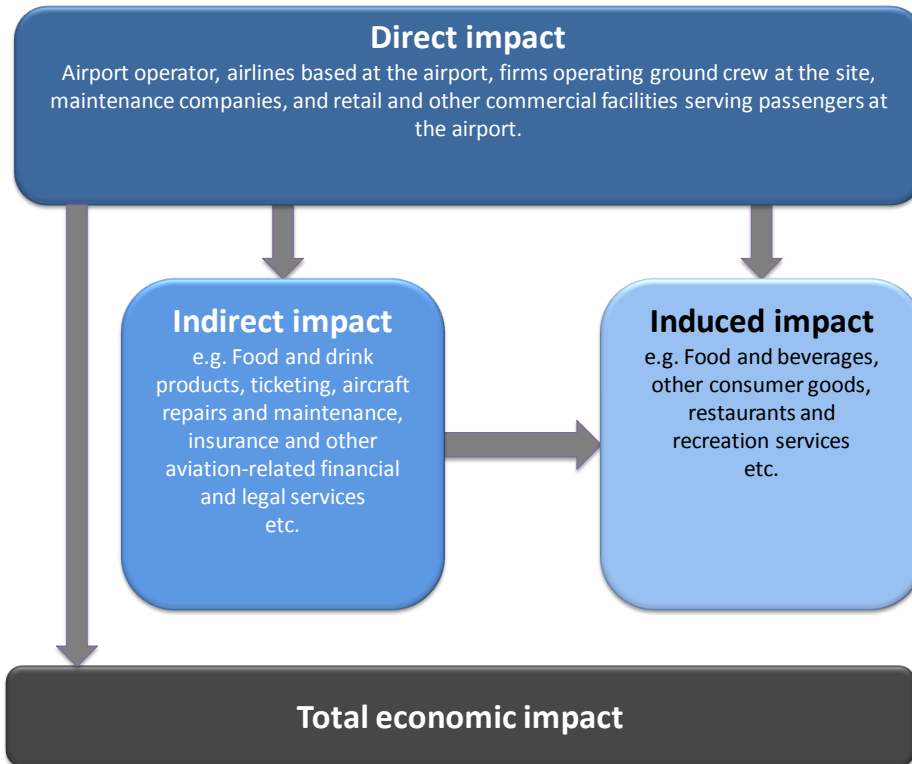 Direct impact
Airport operator, airlines based at the airport, firms operating ground crew at the site,
maintenance companies, and retail and other commercial facilities serving passengers at
the airport.
Indirect impact
e.g. Food and drink
products, ticketing, aircraft
repairs and maintenance,
insurance and other
aviation-related financial
and legal services
etc.
Induced impact
e.g. Food and beverages,
other consumer goods,
restaurants and
recreation services
etc.
Total economic impact